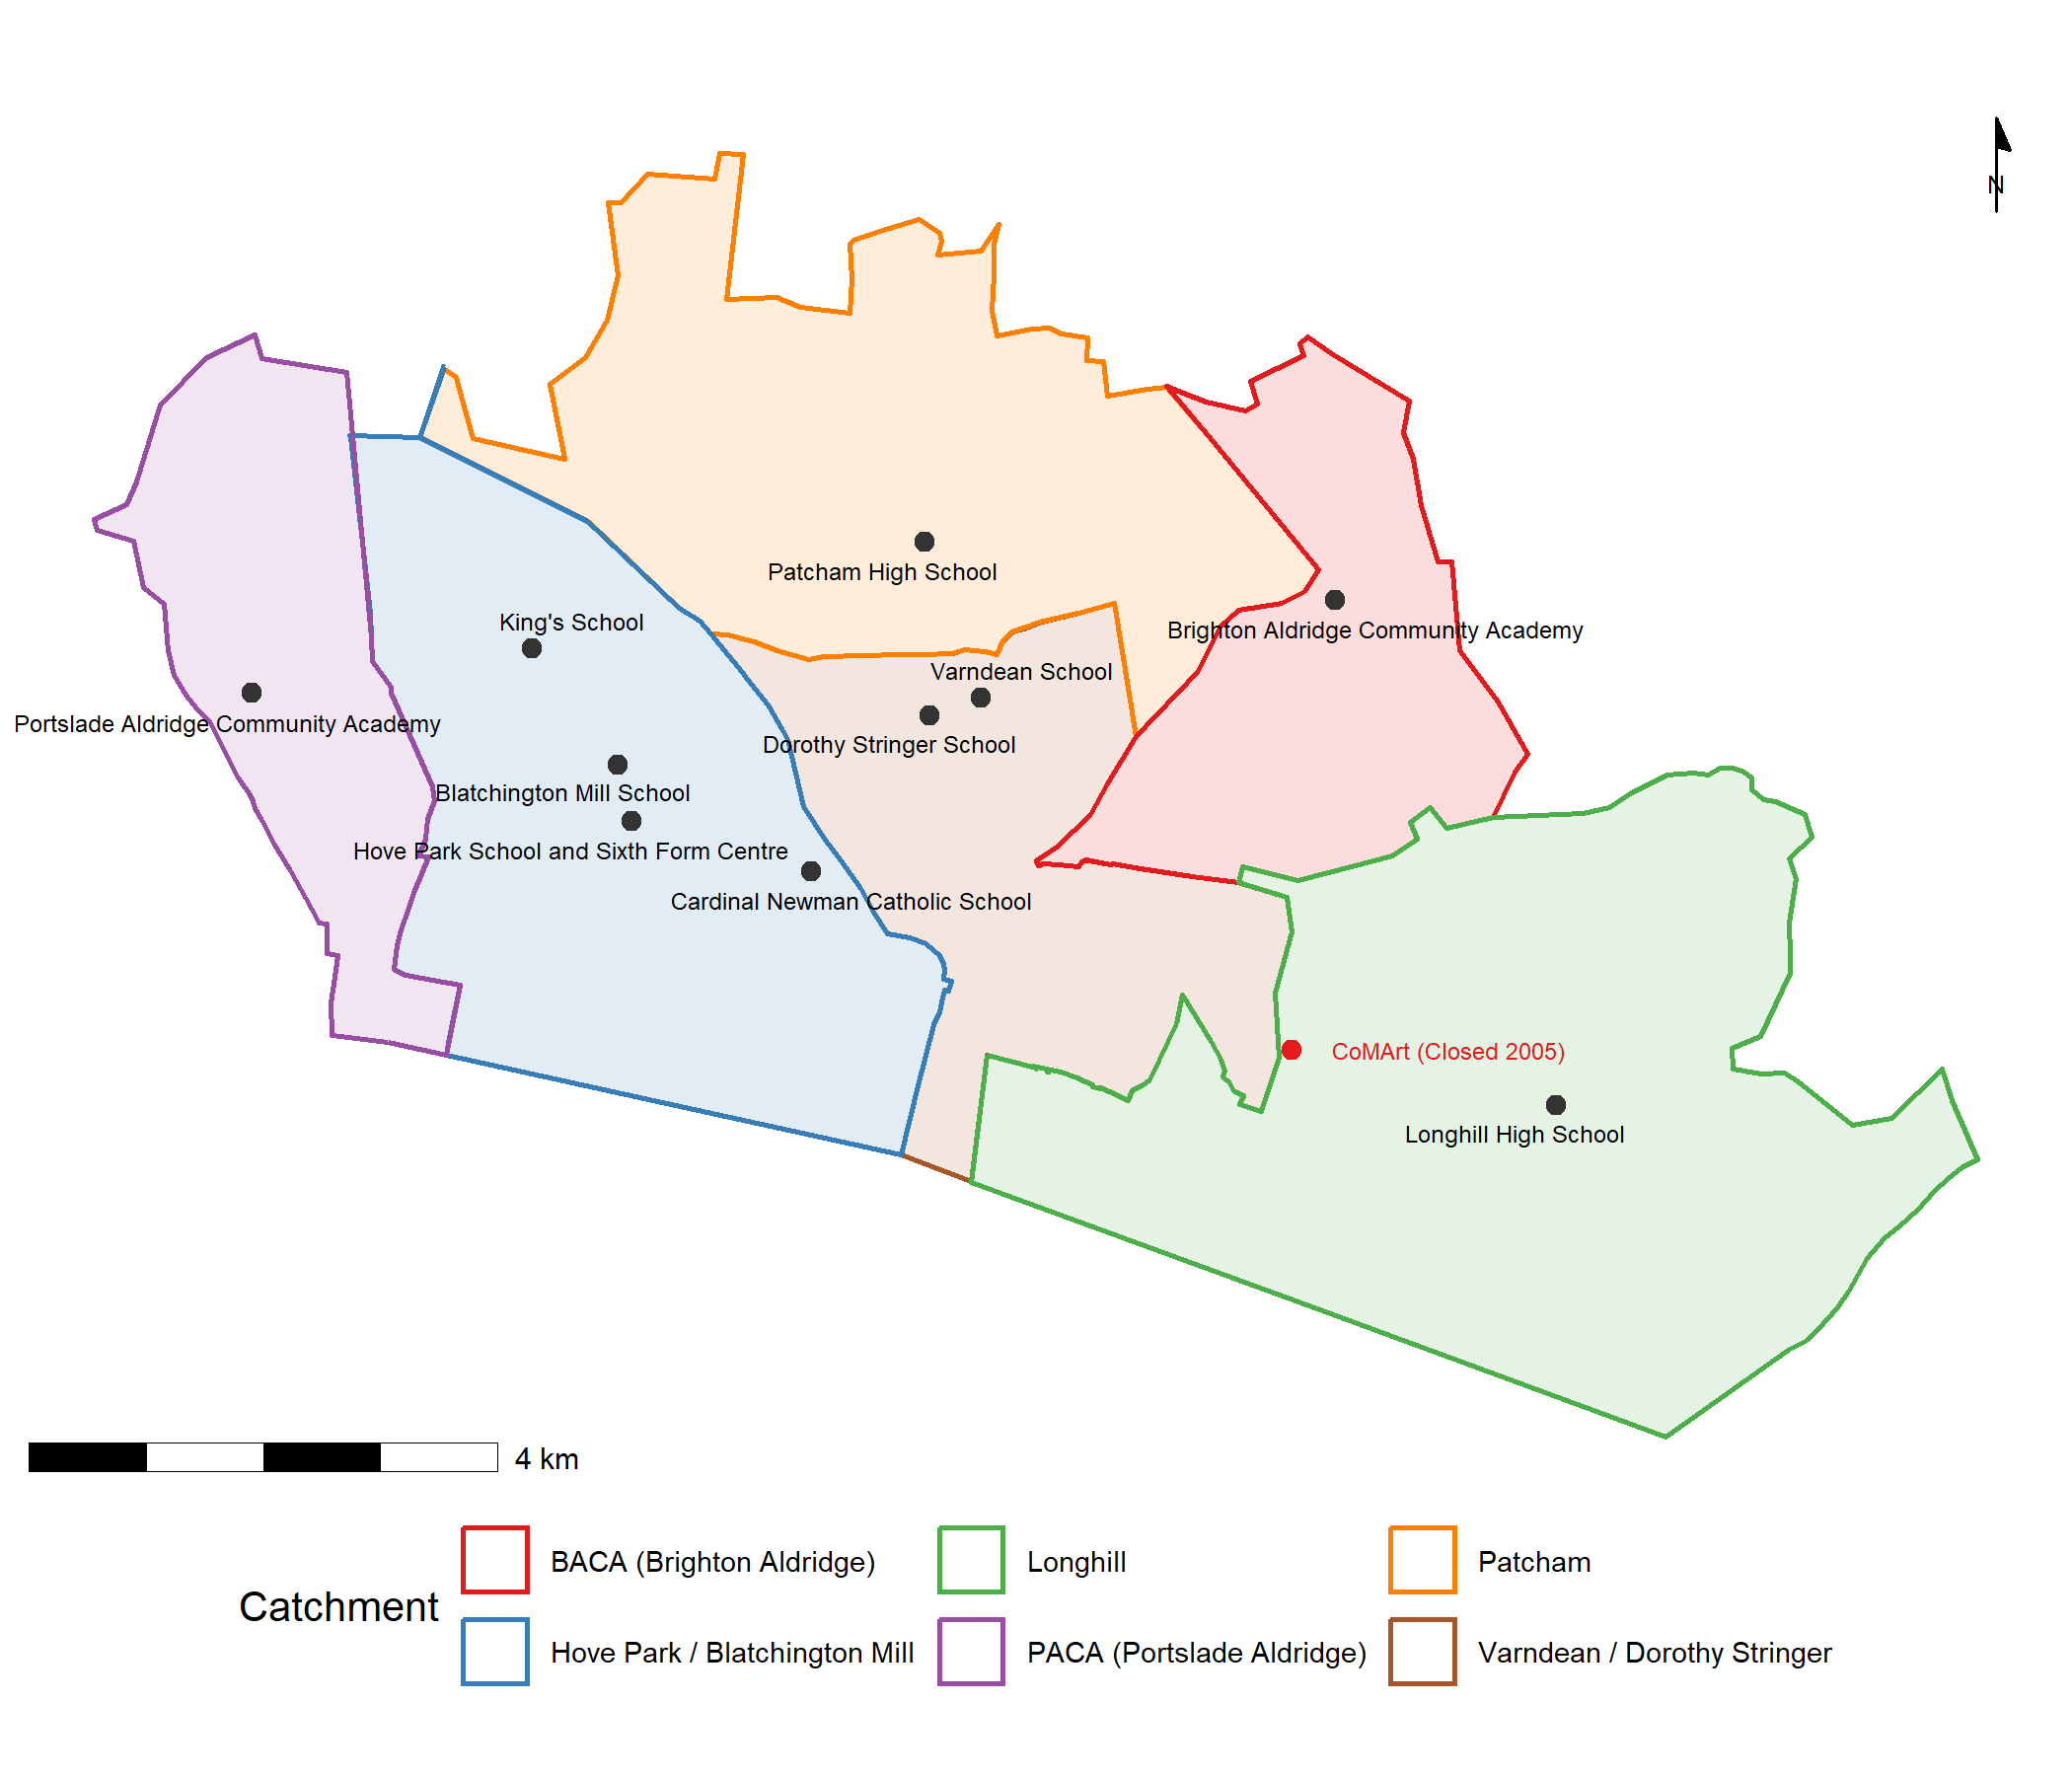 N
Patcham High School
King's School
Brighton Aldridge Community Academy
Varndean School
Portslade Aldridge Community Academy
Dorothy Stringer School
Blatchington Mill School
Hove Park School and Sixth Form Centre
Cardinal Newman Catholic School
CoMArt (Closed 2005)
Longhill High School
4 km
Catchment
BACA (Brighton Aldridge)
Longhill
Patcham
Hove Park / Blatchington Mill
PACA (Portslade Aldridge)
Varndean / Dorothy Stringer